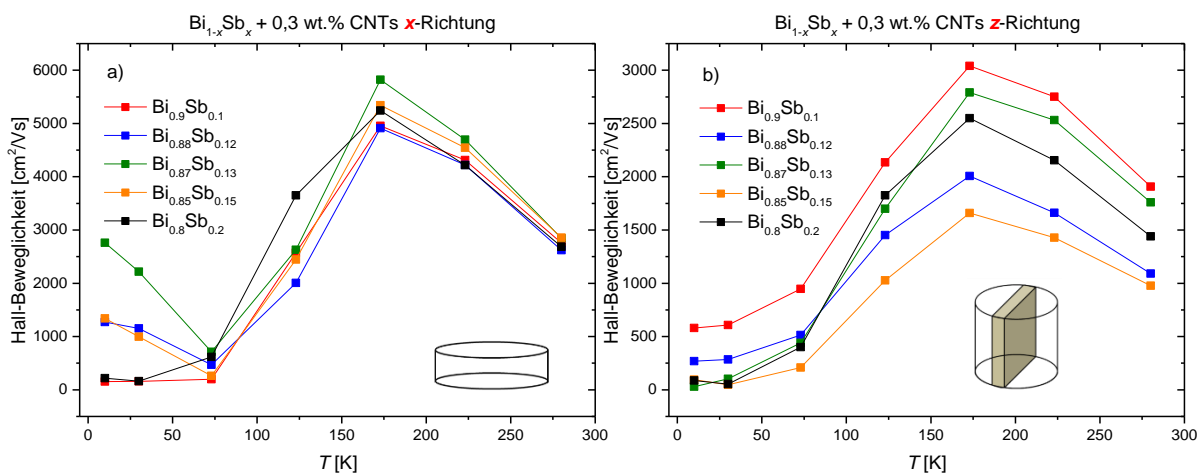 Bi1-xSbx + 0,3 wt.% CNTs x-Richtung
a)
Hall-Beweglichkeit [cm²/Vs]
6000
5000
4000
3000
2000
1000
0
Bi0.9Sb0.1
Bi0.88Sb0.12
Bi0.87Sb0.13
Bi0.85Sb0.15
Bi0.8Sb0.2
0 50 100 150 200 250 300
T [K]
Bi1-xSbx + 0,3 wt.% CNTs z-Richtung
b)
Hall-Beweglichkeit [cm²/Vs]
3000
2500
2000
1500
1000
500
0
Bi0.9Sb0.1
Bi0.88Sb0.12
Bi0.87Sb0.13
Bi0.85Sb0.15
Bi0.8Sb0.2
0 50 100 150 200 250 300
T [K]